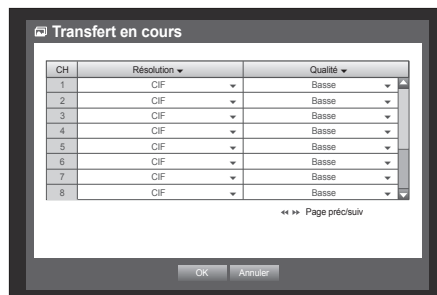 Transfert en cours
CH Résolution Qualité
1 CIF Basse
2 CIF Basse
3 CIF Basse
4 CIF Basse
5 CIF Basse
6 CIF Basse
7 CIF Basse
8 CIF Basse
Page préc/suiv
OK Annuler